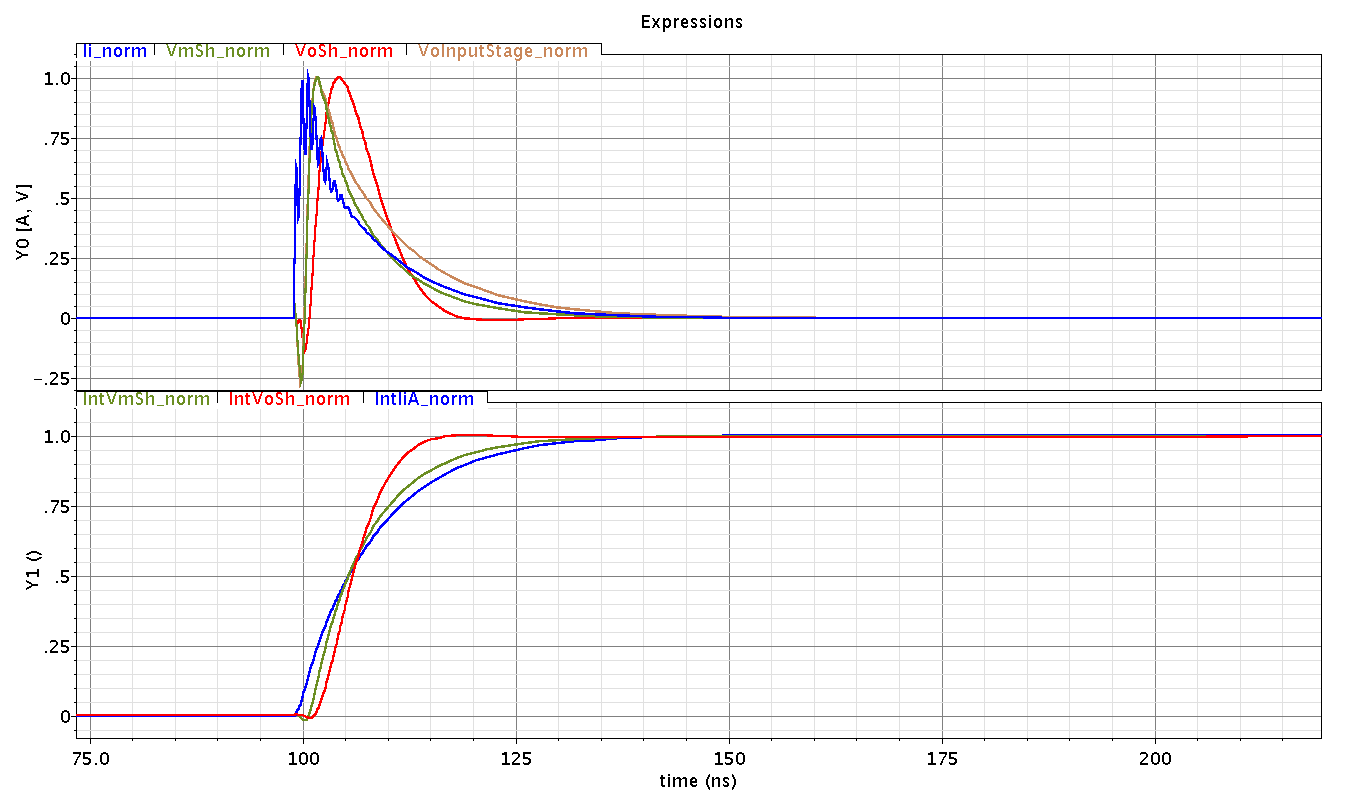 Expressions
Ii_norm VmSh_norm VoSh_norm VoInputStage_norm
1.0
.75
.5
.25
0
-.25
Y0 [A, V]
IntVmSh_norm IntVoSh_norm IntIiA_norm
1.0
.75
.5
.25
0
Y1 ()
75.0 100 125 150 175 200
time (ns)